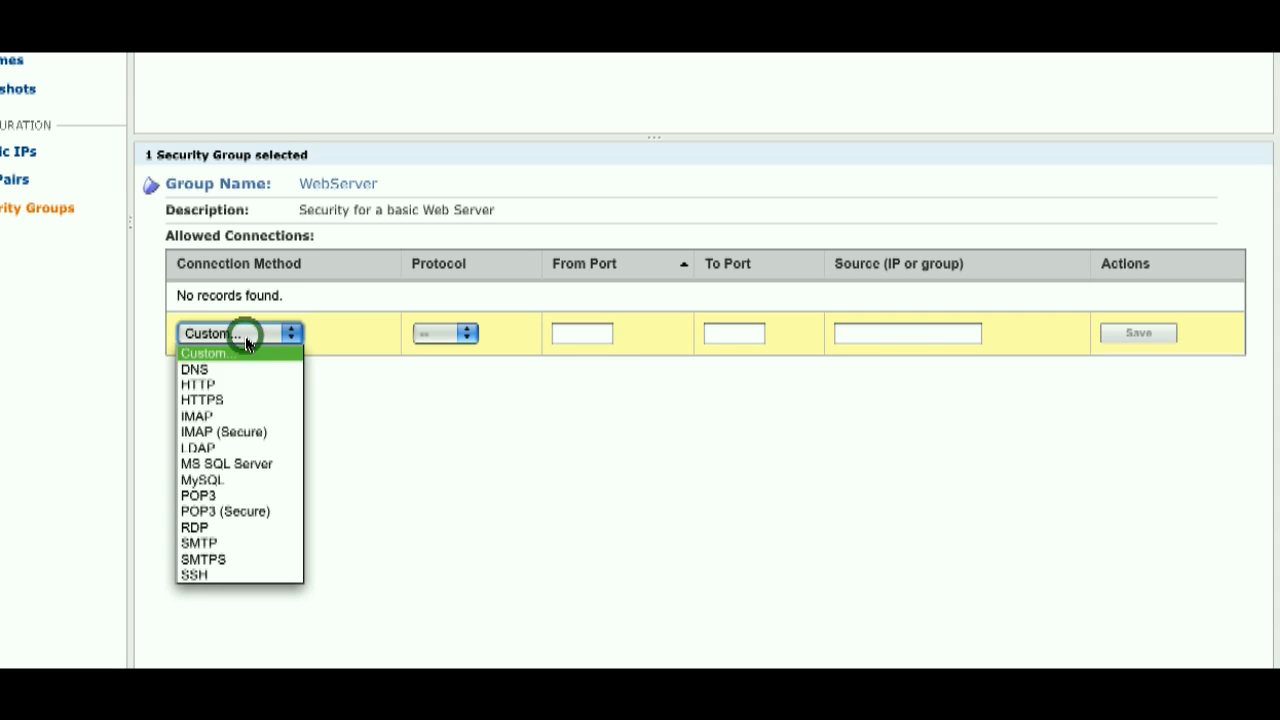 mes
shots
URATION
ic IPs
Pairs
rity Groups
1 Security Group selected
Group Name: WebServer
Description: Security for a basic Web Server
Allowed Connections:
Connection Method Protocol From Port To Port Source (IP or group) Actions
No records found.
Custom... -- Save
Custom...
DNS
HTTP
HTTPS
IMAP
IMAP (Secure)
LDAP
MS SQL Server
MySQL
POP3
POP3 (Secure)
RDP
SMTP
SMTPS
SSH